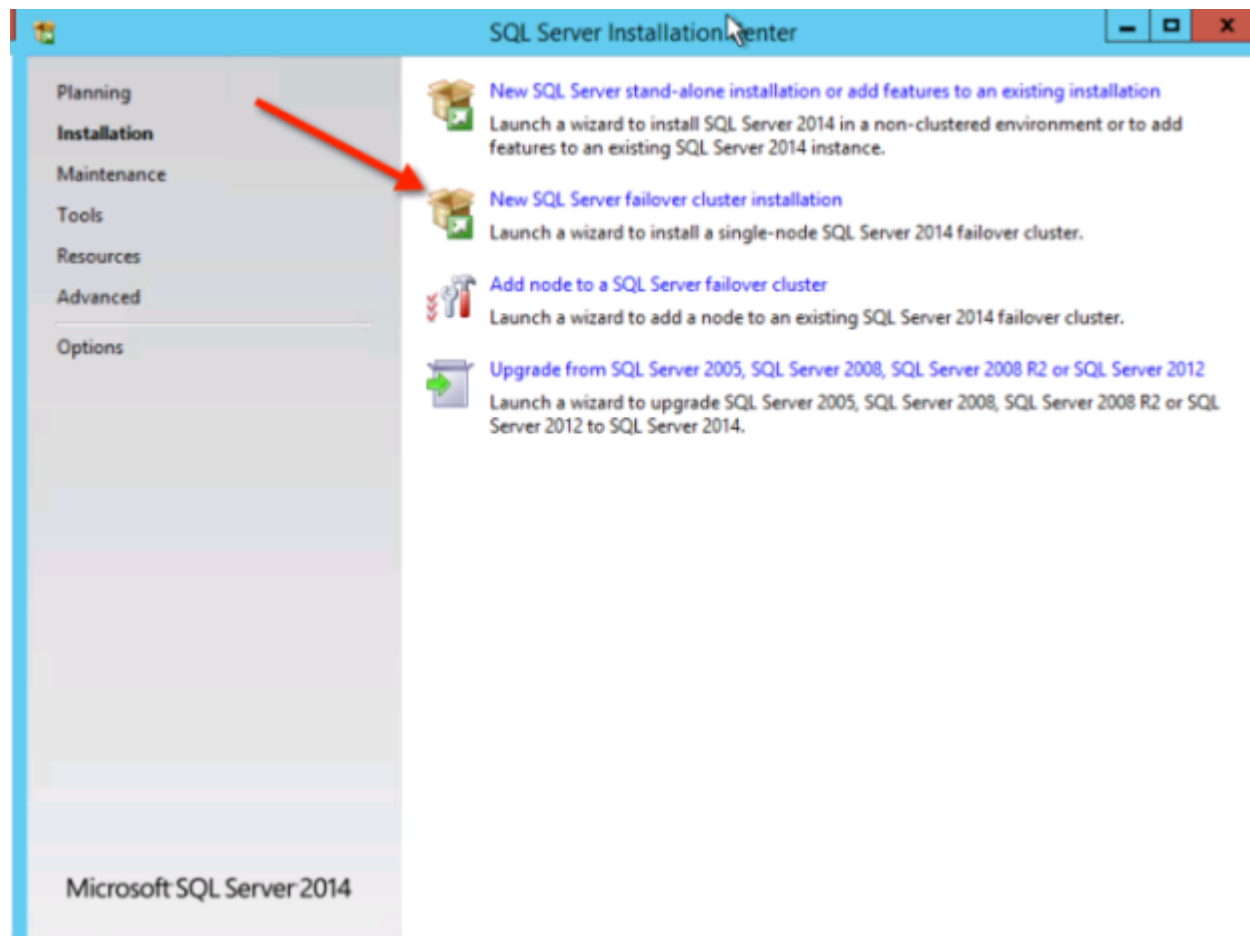 SQL Server Installation Center
Planning
Installation
Maintenance
Tools
Resources
Advanced
Options
New SQL Server stand-alone installation or add features to an existing installation
Launch a wizard to install SQL Server 2014 in a non-clustered environment or to add
features to an existing SQL Server 2014 instance.
New SQL Server failover cluster installation
Launch a wizard to install a single-node SQL Server 2014 failover cluster.
Add node to a SQL Server failover cluster
Launch a wizard to add a node to an existing SQL Server 2014 failover cluster.
Upgrade from SQL Server 2005, SQL Server 2008, SQL Server 2008 R2 or SQL Server 2012
Launch a wizard to upgrade SQL Server 2005, SQL Server 2008, SQL Server 2008 R2 or SQL
Server 2012 to SQL Server 2014.
Microsoft SQL Server 2014